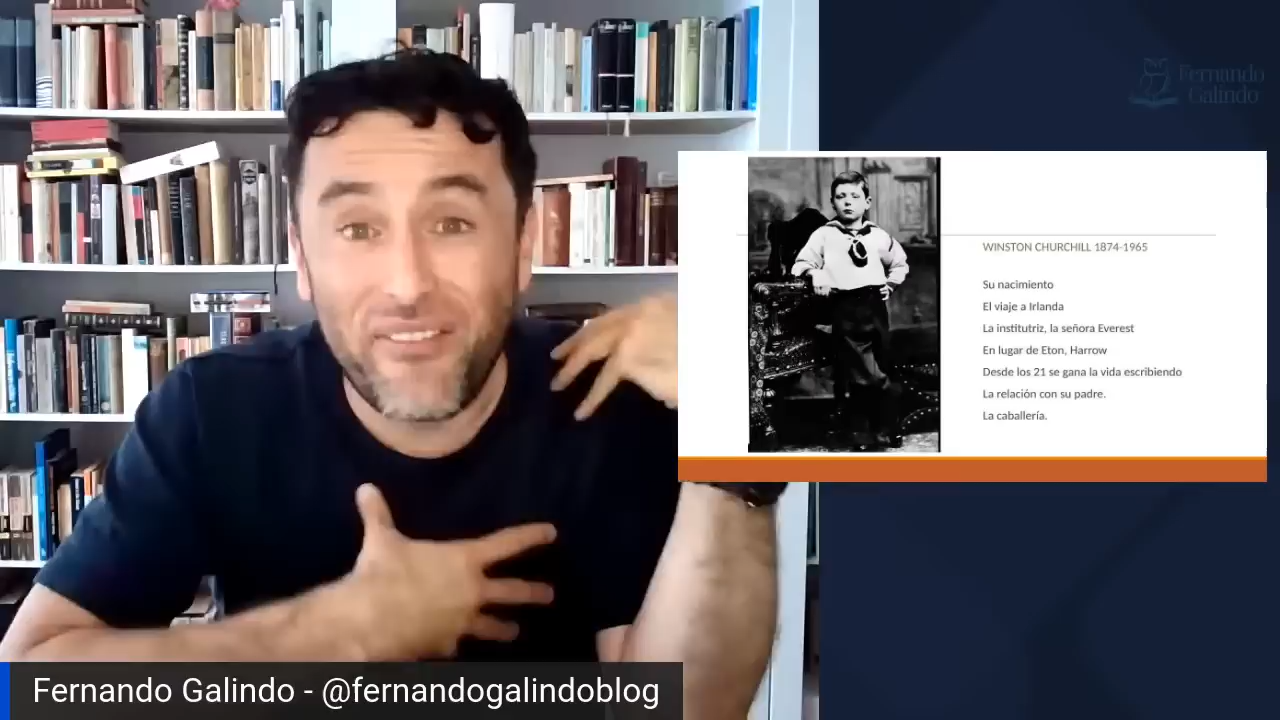 Fernando
Galindo
WINSTON CHURCHILL 1874-1965
Su nacimiento
El viaje a Irlanda
La institutriz, la señora Everest
En lugar de Eton, Harrow
Desde los 21 se gana la vida escribiendo
La relación con su padre.
La caballería.
Fernando Galindo - @fernandogalindoblog